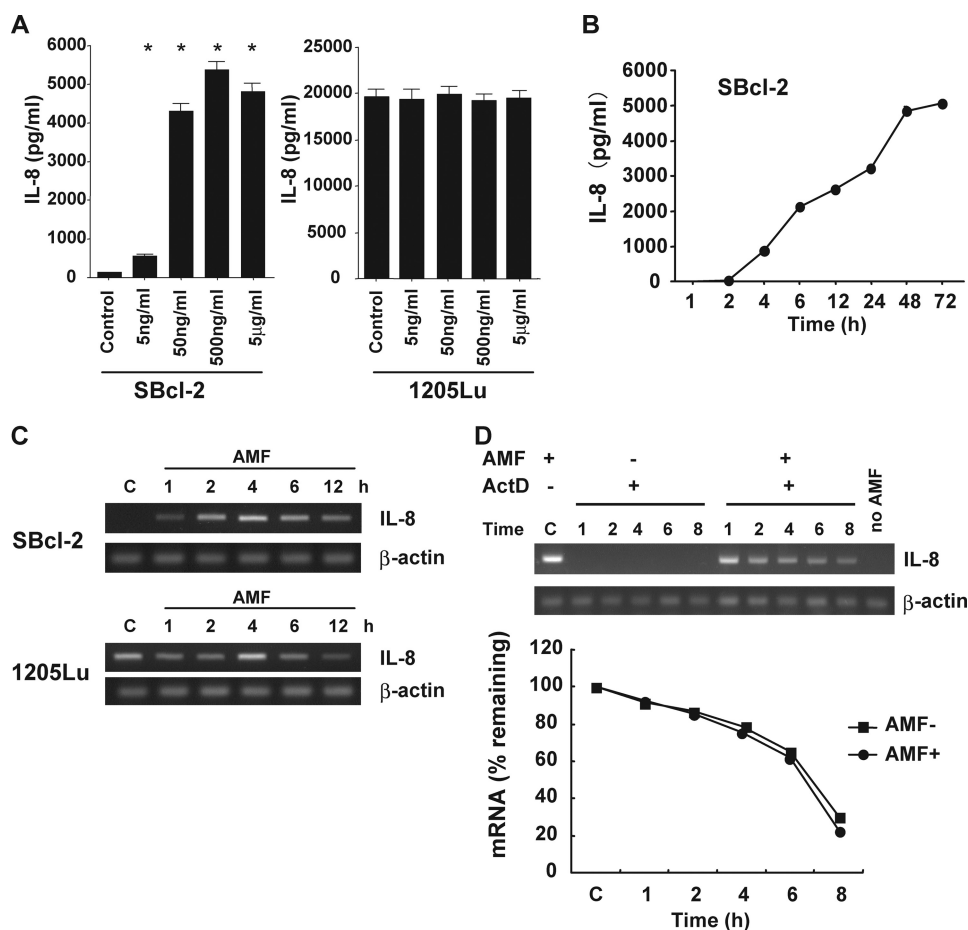 A
IL-8 (pg/ml)
6000
5000
4000
3000
2000
1000
0
* * * *
Control
5ng/ml
50ng/ml
500ng/ml
5μg/ml
SBcl-2
IL-8 (pg/ml)
25000
20000
15000
10000
5000
0
Control
5ng/ml
50ng/ml
500ng/ml
5μg/ml
1205Lu
B
SBcl-2
IL-8 (pg/ml)
6000
5000
4000
3000
2000
1000
0
1 2 4 6 12 24 48 72
Time (h)
C
AMF
C 1 2 4 6 12 h
SBcl-2
IL-8
β-actin
AMF
C 1 2 4 6 12 h
1205Lu
IL-8
β-actin
D
AMF + - +
ActD - + +
no AMF
Time C 1 2 4 6 8 1 2 4 6 8
IL-8
β-actin
mRNA (% remaining)
120
100
80
60
40
20
0
C 1 2 4 6 8
Time (h)
AMF-
AMF+